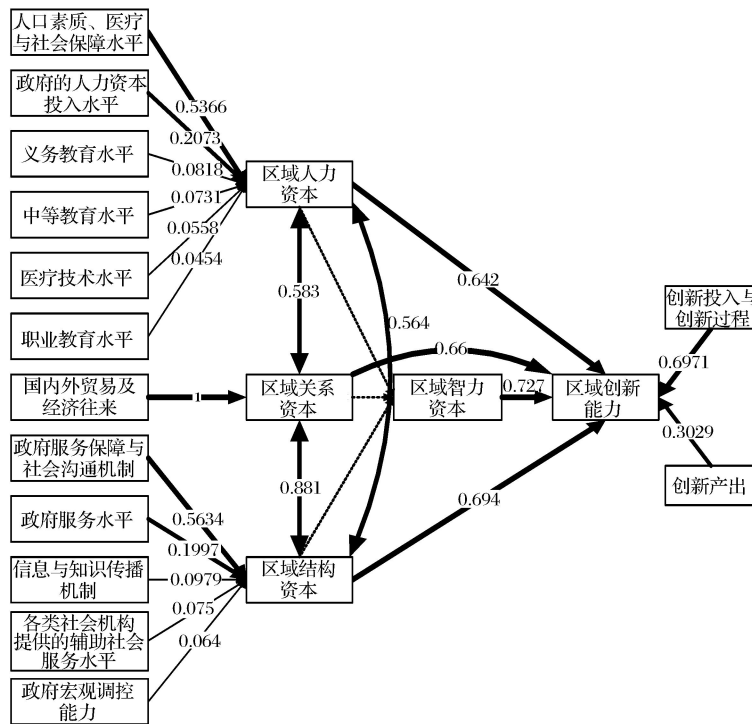 人口素质、医疗
与社会保障水平
政府的人力资本
投入水平
义务教育水平
中等教育水平
医疗技术水平
职业教育水平
国内外贸易及
经济往来
政府服务保障与
社会沟通机制
政府服务水平
信息与知识传播
机制
各类社会机构
提供的辅助社会
服务水平
政府宏观调控
能力
0.5366
0.2073
0.0818
0.0731
0.0558
0.0454
1
0.5634
0.1997
0.0979
0.075
0.064
区域人力
资本
0.583
区域关系
资本
0.881
区域结构
资本
0.564
0.642
0.66
区域智力
资本
0.727
0.694
区域创新
能力
创新投入与
创新过程
0.6971
0.3029
创新产出